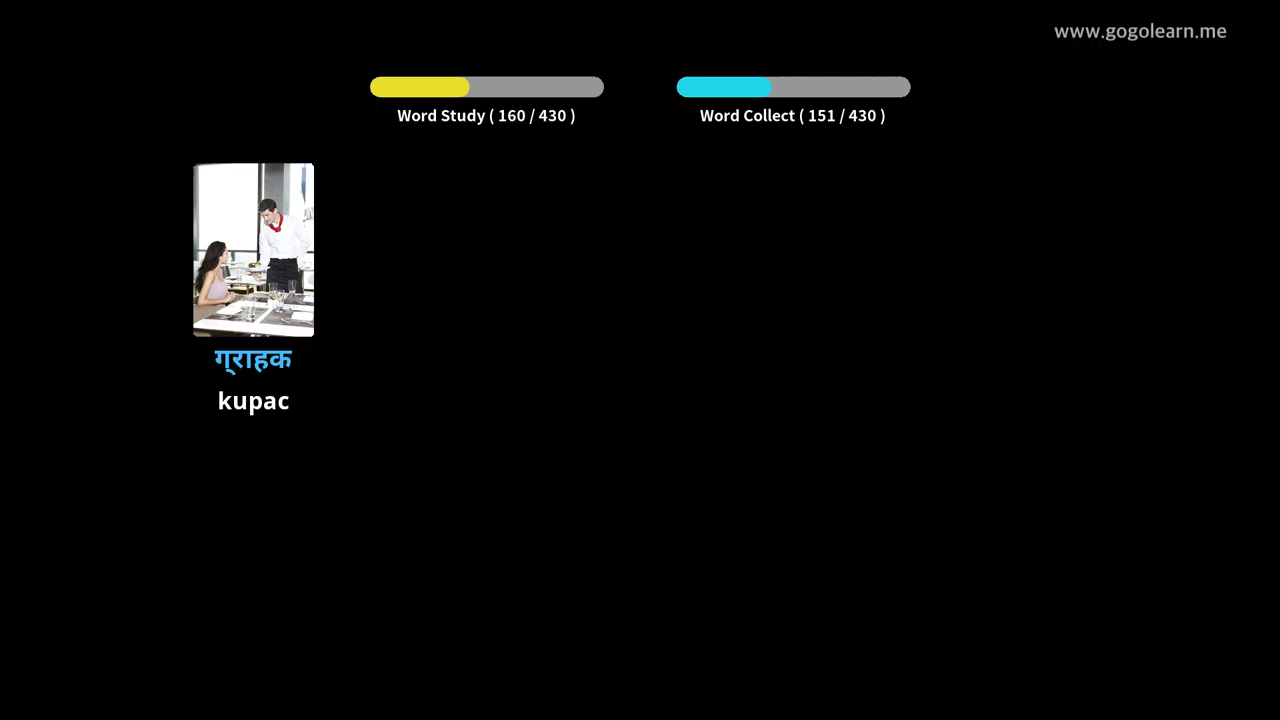 www.gogolearn.me
Word Study ( 160 / 430 )
Word Collect ( 151 / 430 )
ग्राहक
kupac